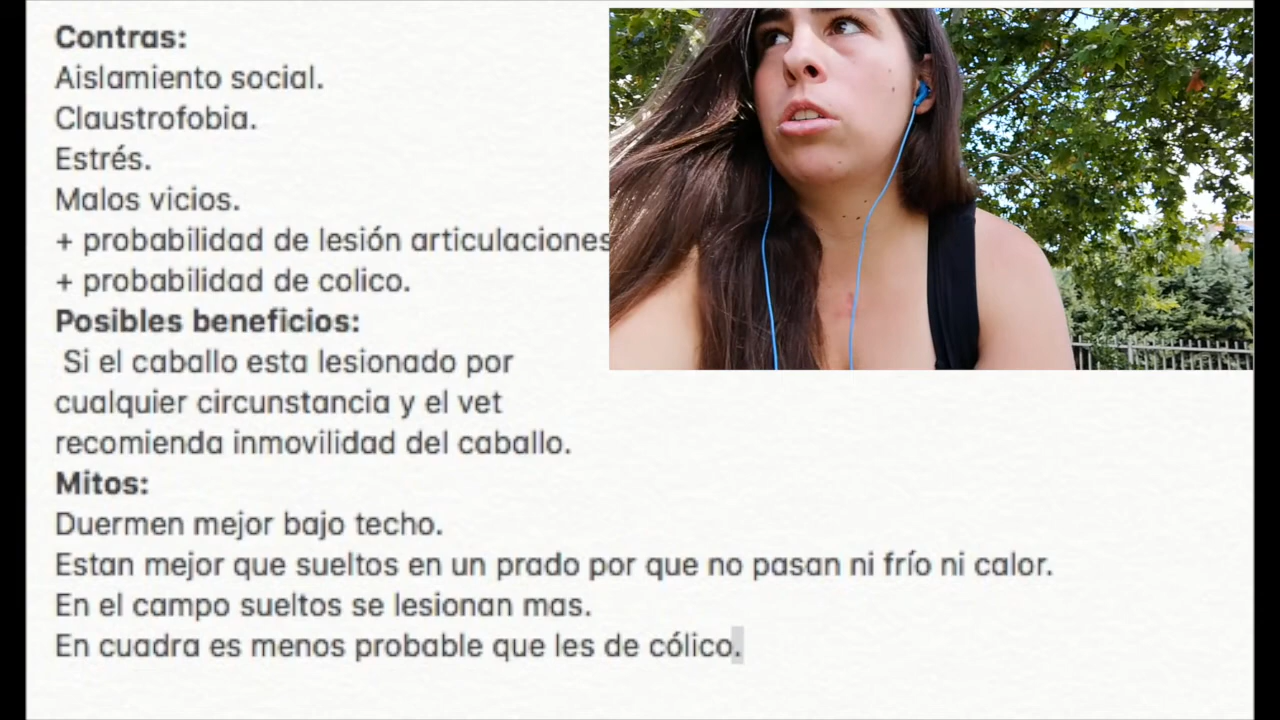 Contras:
Aislamiento social.
Claustrofobia.
Estrés.
Malos vicios.
+ probabilidad de lesión articulaciones
+ probabilidad de colico.
Posibles beneficios:
Si el caballo esta lesionado por
cualquier circunstancia y el vet
recomienda inmovilidad del caballo.
Mitos:
Duermen mejor bajo techo.
Estan mejor que sueltos en un prado por que no pasan ni frío ni calor.
En el campo sueltos se lesionan mas.
En cuadra es menos probable que les de cólico.